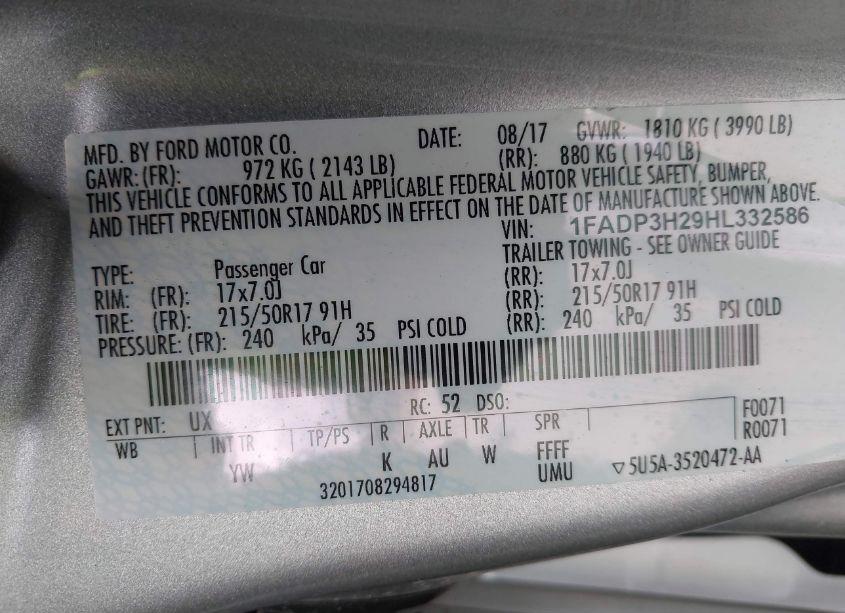 MFD. BY FORD MOTOR CO. DATE: 08/17 GVWR: 1810 KG ( 3990 LB)
GAWR: (FR): 972 KG ( 2143 LB) (RR): 880 KG ( 1940 LB)
THIS VEHICLE CONFORMS TO ALL APPLICABLE FEDERAL MOTOR VEHICLE SAFETY, BUMPER,
AND THEFT PREVENTION STANDARDS IN EFFECT ON THE DATE OF MANUFACTURE SHOWN ABOVE.
VIN: 1FADP3H29HL332586
TYPE: Passenger Car TRAILER TOWING - SEE OWNER GUIDE
RIM: (FR): 17x7.0J (RR): 17x7.0J
TIRE: (FR): 215/50R17 91H (RR): 215/50R17 91H
PRESSURE: (FR): 240 kPa/ 35 PSI COLD (RR): 240 kPa/ 35 PSI COLD
EXT PNT: UX RC: 52 DSO: F0071
WB INT TR TP/PS R AXLE TR SPR R0071
YW K AU W FFFF
UMU
3201708294817 ▽5U5A-3520472-AA